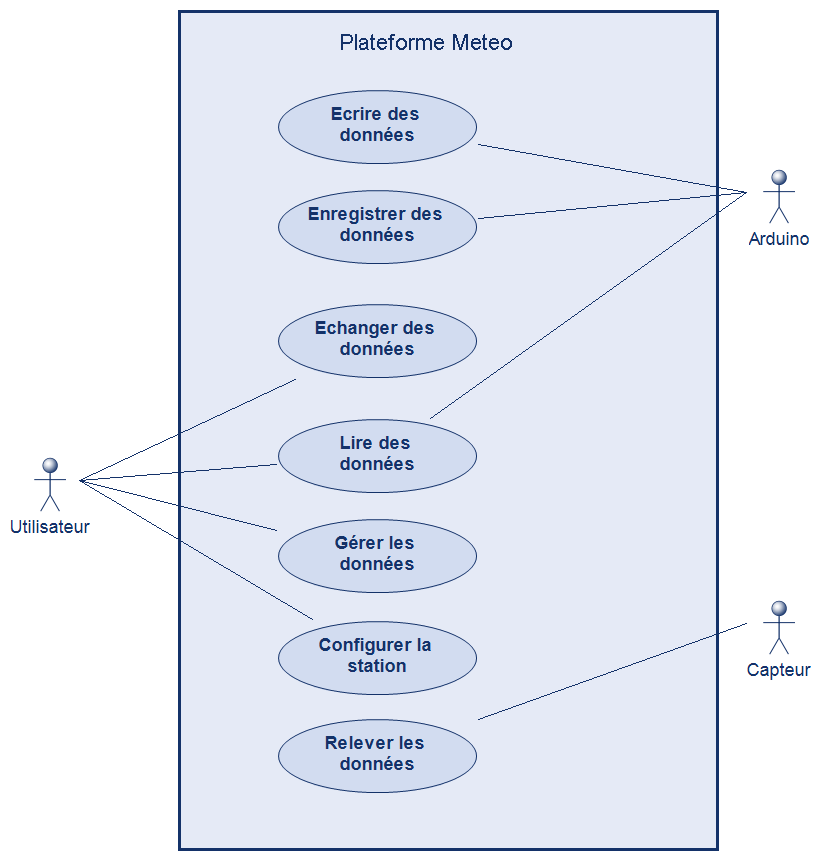 Plateforme Meteo
Ecrire des
données
Enregistrer des
données
Arduino
Echanger des
données
Lire des
données
Utilisateur
Gérer les
données
Configurer la
station
Capteur
Relever les
données